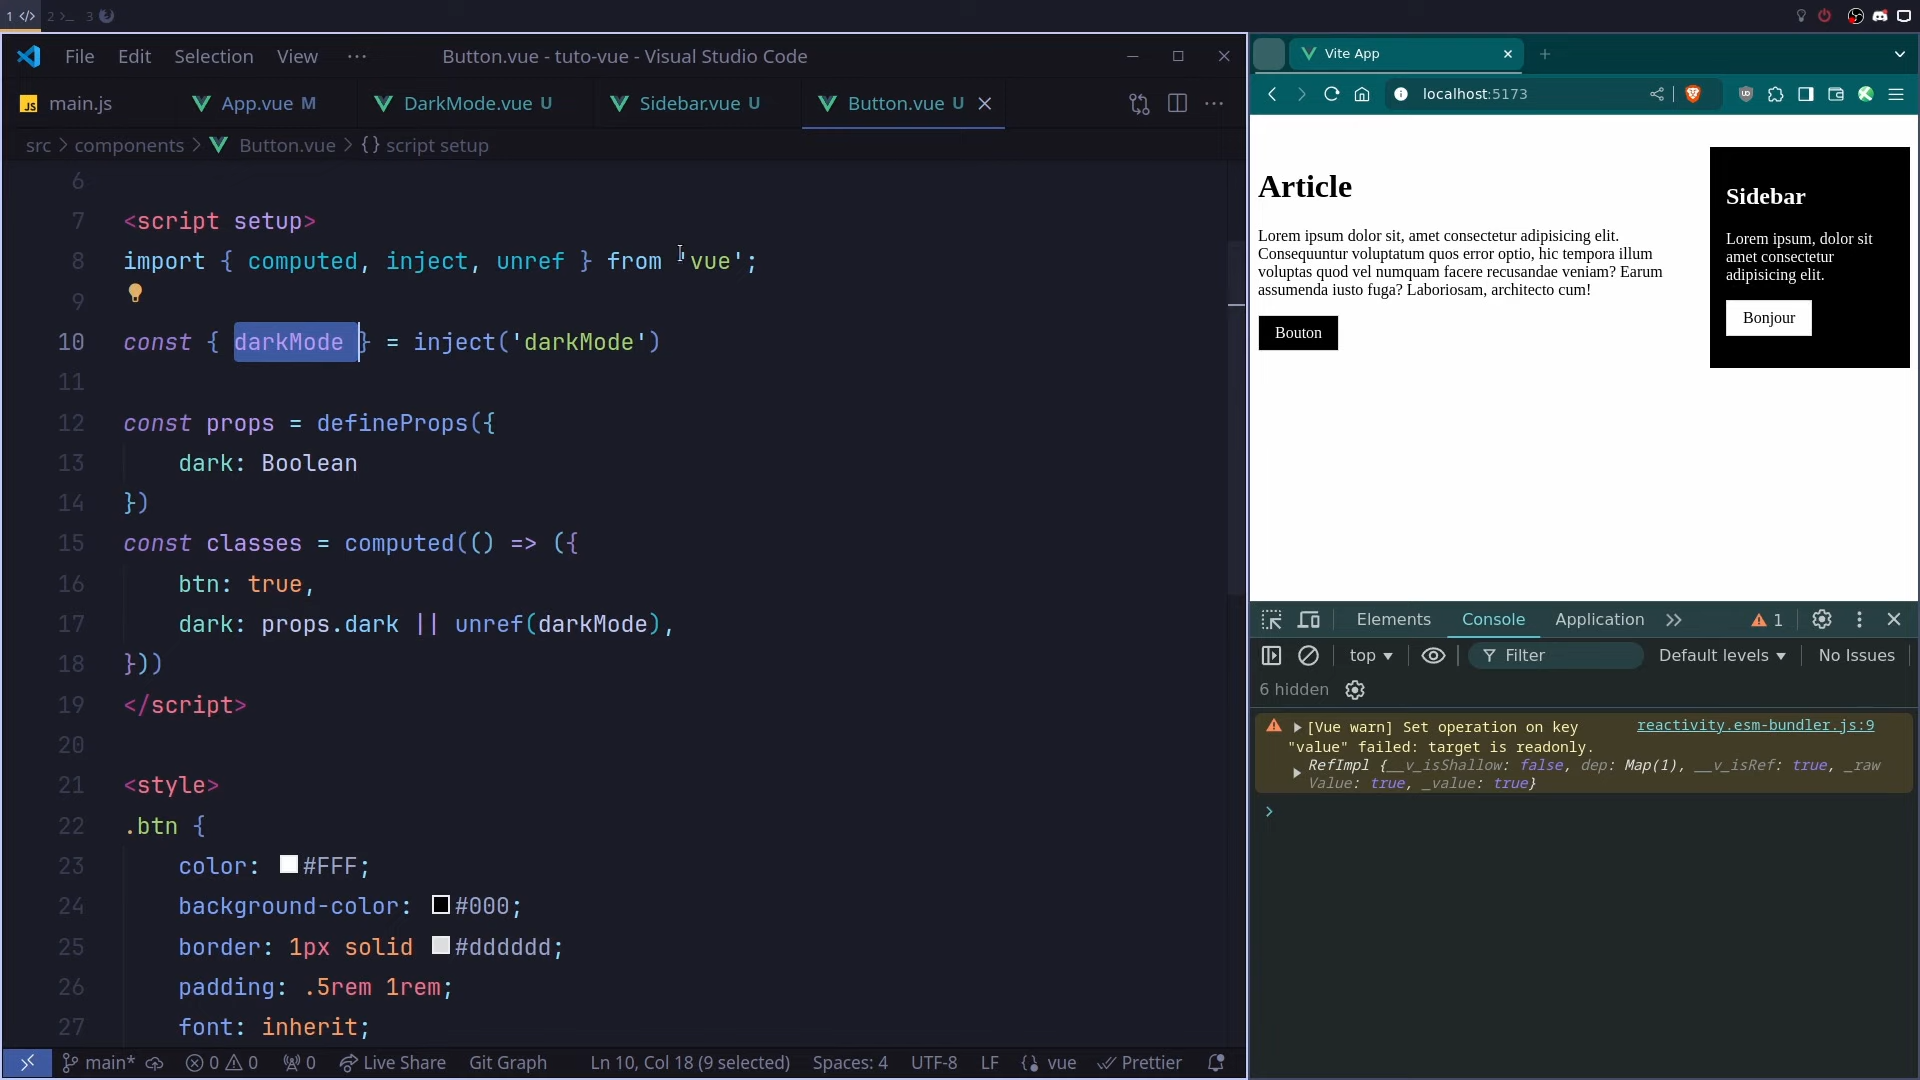 1 </> 2 >_ 3
File Edit Selection View ··· Button.vue - tuto-vue - Visual Studio Code
JS main.js App.vue M DarkMode.vue U Sidebar.vue U Button.vue U
src > components > Button.vue > {} script setup
6
7 <script setup>
8 import { computed, inject, unref } from 'vue';
9
10 const { darkMode } = inject('darkMode')
11
12 const props = defineProps({
13 dark: Boolean
14 })
15 const classes = computed(() => ({
16 btn: true,
17 dark: props.dark || unref(darkMode),
18 }))
19 </script>
20
21 <style>
22 .btn {
23 color: #FFF;
24 background-color: #000;
25 border: 1px solid #dddddd;
26 padding: .5rem 1rem;
27 font: inherit;
main* 0 0 0 Live Share Git Graph Ln 10, Col 18 (9 selected) Spaces: 4 UTF-8 LF {} vue Prettier
Vite App
localhost:5173
Article
Lorem ipsum dolor sit, amet consectetur adipisicing elit.
Consequuntur voluptatum quos error optio, hic tempora illum
voluptas quod vel numquam facere recusandae veniam? Earum
assumenda iusto fuga? Laboriosam, architecto cum!
Bouton
Sidebar
Lorem ipsum, dolor sit
amet consectetur
adipisicing elit.
Bonjour
Elements Console Application 1
top Filter Default levels No Issues
6 hidden
[Vue warn] Set operation on key reactivity.esm-bundler.js:9
"value" failed: target is readonly.
RefImpl {__v_isShallow: false, dep: Map(1), __v_isRef: true, _raw
Value: true, _value: true}